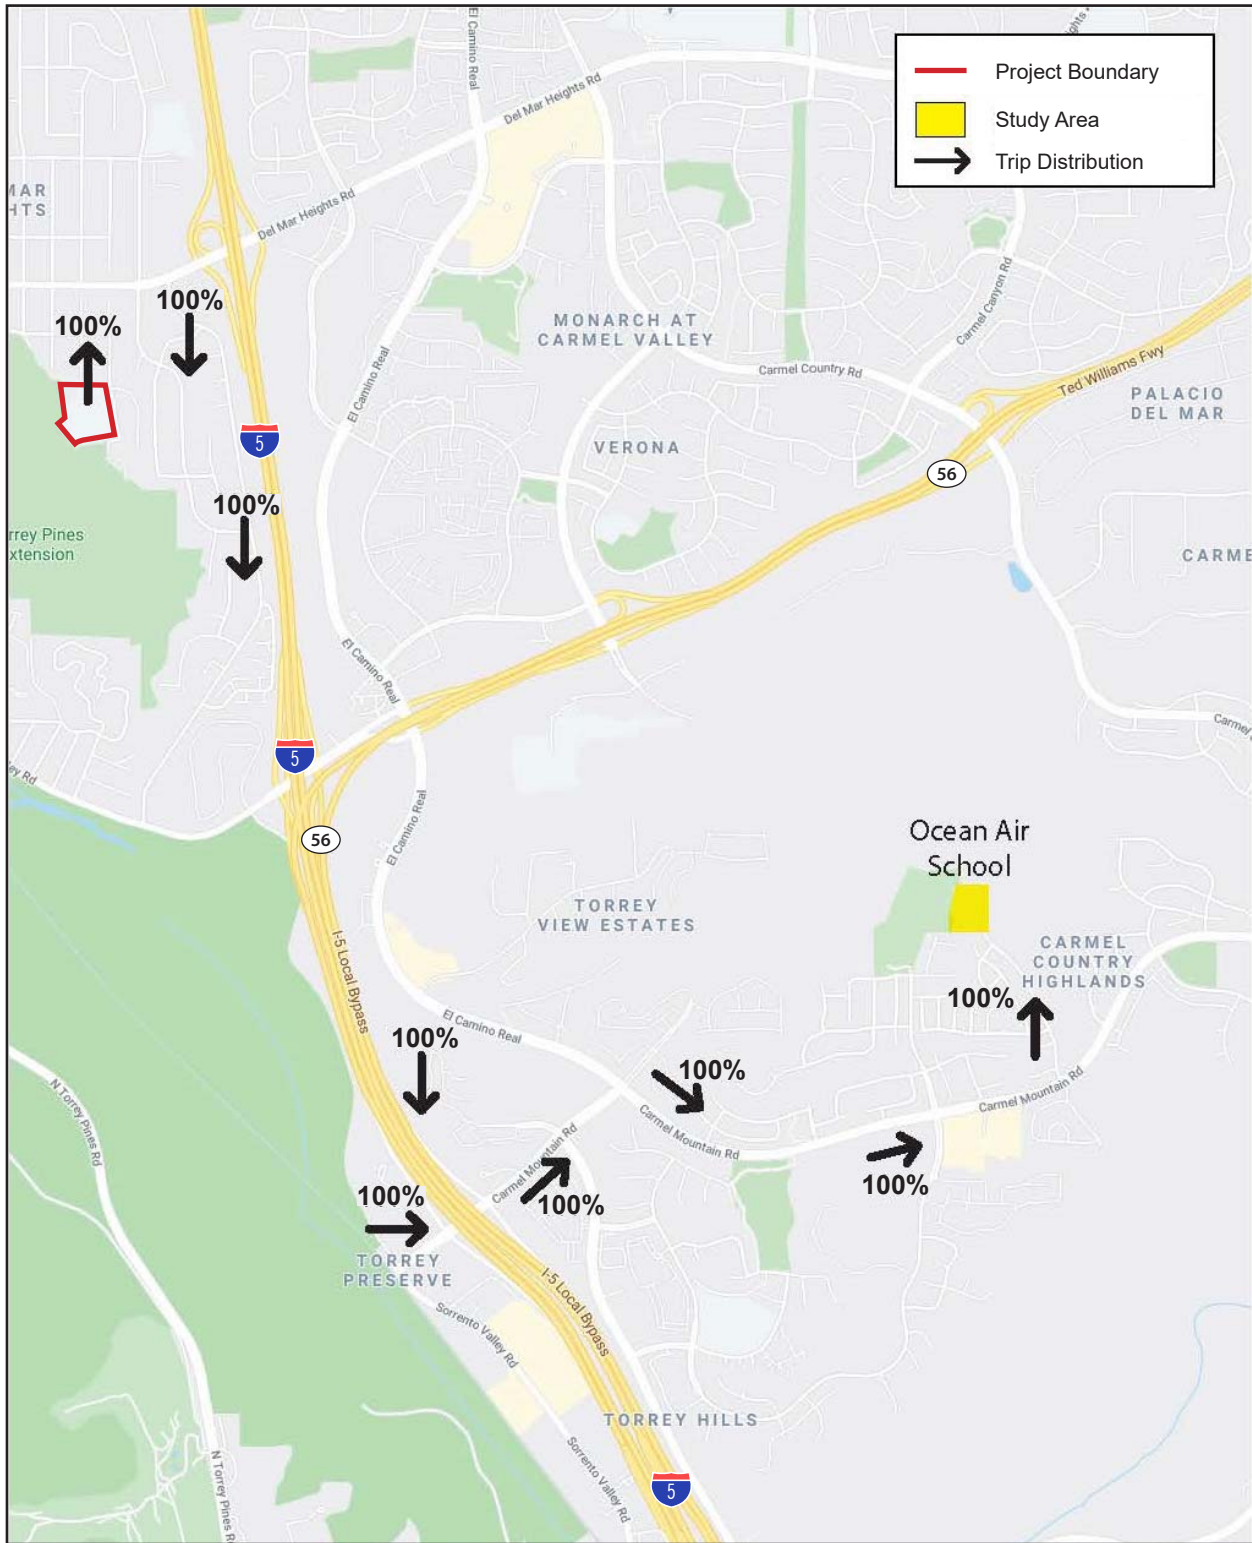 Project Boundary
Study Area
Trip Distribution
El Camino Real
Del Mar Heights Rd
Del Mar Heights Rd
MAR
HTS
100%
100%
MONARCH AT
CARMEL VALLEY
Carmel Canyon Rd
Carmel Country Rd
Ted Williams Fwy
El Camino Real
PALACIO
DEL MAR
5
VERONA
56
100%
rrey Pines
xtension
CARME
El Camino Real
Carmel
5
ey Rd
56
El Camino Real
Ocean Air
School
TORREY
VIEW ESTATES
I-5 Local Bypass
CARMEL
COUNTRY
HIGHLANDS
100%
El Camino Real
100%
100%
N Torrey Pines Rd
Carmel Mountain Rd
Carmel Mountain Rd
Carmel Mountain Rd
100%
100%
100%
TORREY
PRESERVE
I-5 Local Bypass
Sorrento Valley Rd
TORREY HILLS
Sorrento Valley Rd
N Torrey Pines R
5